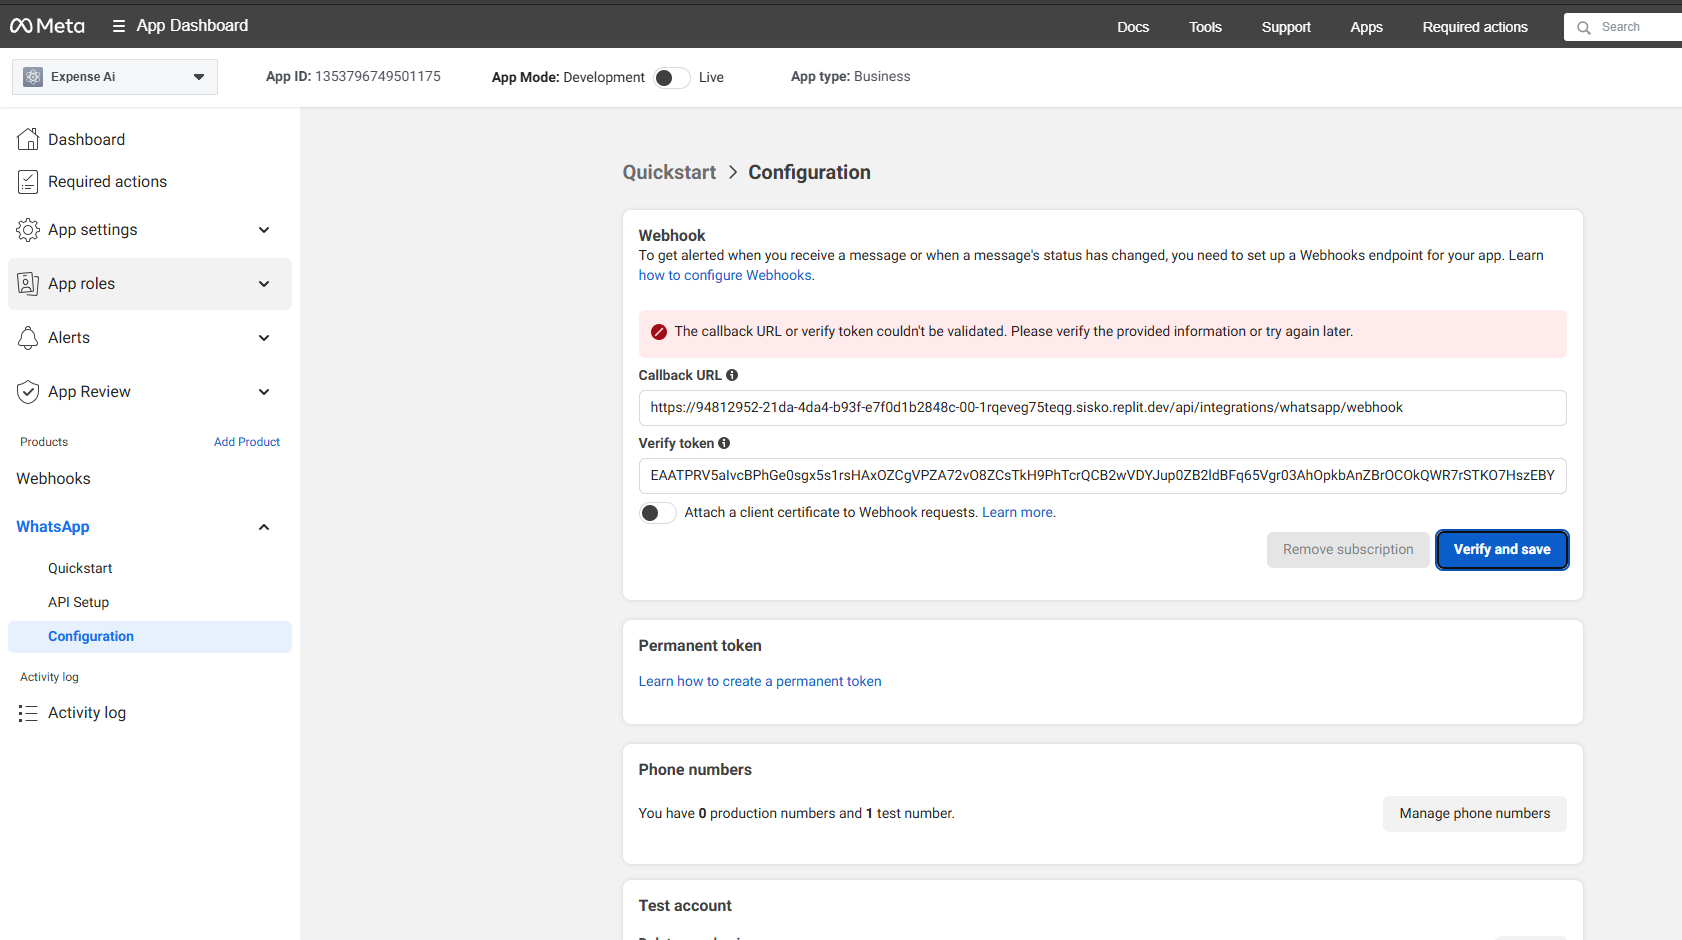 Meta
App Dashboard
Docs
Tools
Support
Apps
Required actions
Search
Expense Ai
App ID: 1353796749501175
App Mode: Development
Live
App type: Business
Dashboard
Required actions
App settings
App roles
Alerts
App Review
Products
Add Product
Webhooks
WhatsApp
Quickstart
API Setup
Configuration
Activity log
Activity log
Quickstart > Configuration
Webhook
To get alerted when you receive a message or when a message's status has changed, you need to set up a Webhooks endpoint for your app. Learn
how to configure Webhooks.
The callback URL or verify token couldn't be validated. Please verify the provided information or try again later.
Callback URL
https://94812952-21da-4da4-b93f-e7f0d1b2848c-00-1rqeveg75teqg.sisko.replit.dev/api/integrations/whatsapp/webhook
Verify token
EAATPRV5aIvcBPhGe0sgx5s1rsHAxOZCgVPZA72vO8ZCsTkH9PhTcrQCB2wVDYJup0ZB2ldBFq65Vgr03AhOpkbAnZBrOCOkQWR7rSTKO7HszEBY
Attach a client certificate to Webhook requests. Learn more.
Remove subscription
Verify and save
Permanent token
Learn how to create a permanent token
Phone numbers
You have 0 production numbers and 1 test number.
Manage phone numbers
Test account